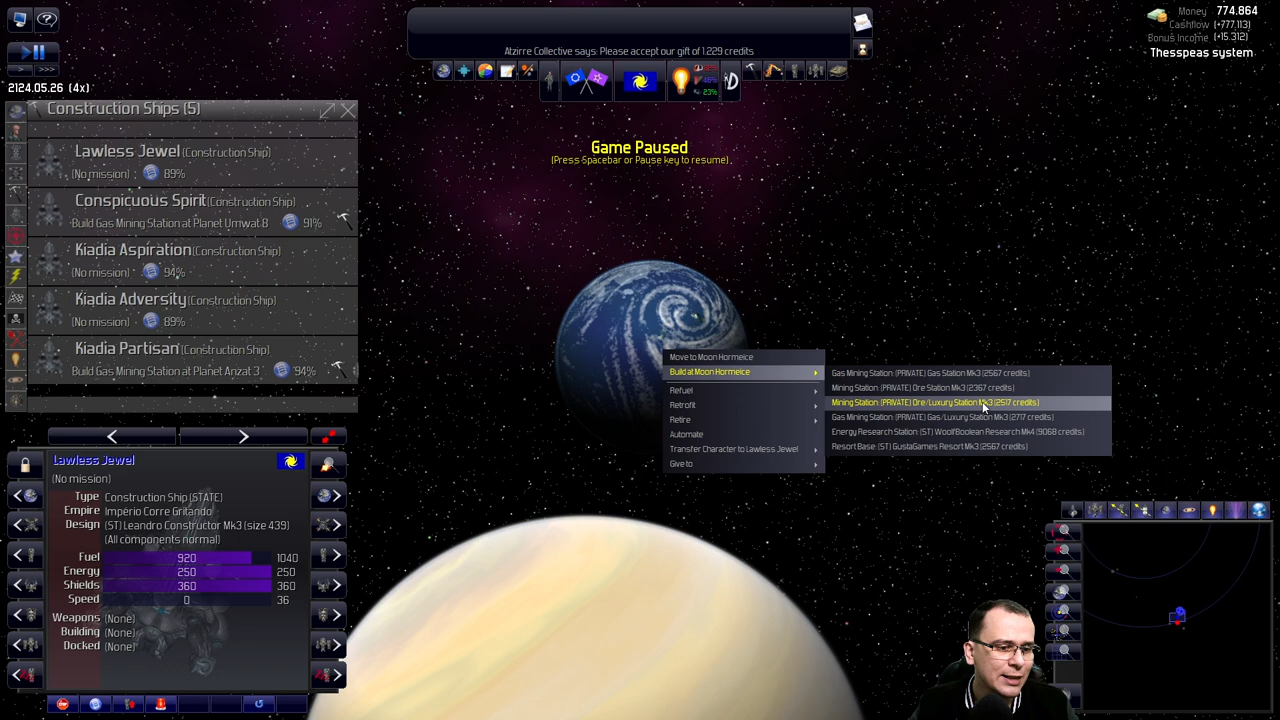 Atzirre Collective says: Please accept our gift of 1.229 credits
Money 774.864
Cashflow (+777,113)
Bonus Income (+15.312)
Thesspeas system
46%
23%
2124.05.26 (4x)
Construction Ships (5)
Lawless Jewel (Construction Ship)
(No mission) 89%
Conspicuous Spirit (Construction Ship)
Build Gas Mining Station at Planet Urnwat 8 91%
Kiadia Aspiration (Construction Ship)
(No mission) 94%
Kiadia Adversity (Construction Ship)
(No mission) 89%
Kiadia Partisan (Construction Ship)
Build Gas Mining Station at Planet Anzat 3 94%
Game Paused
(Press Spacebar or Pause key to resume)
Move to Moon Hormeice
Build at Moon Hormeice
Refuel
Retrofit
Retire
Automate
Transfer Character to Lawless Jewel
Give to
Gas Mining Station: (PRIVATE) Gas Station Mk3 (2567 credits)
Mining Station: (PRIVATE) Ore Station Mk3 (2367 credits)
Mining Station: (PRIVATE) Ore/Luxury Station Mk3 (2517 credits)
Gas Mining Station: (PRIVATE) Gas/Luxury Station Mk3 (2717 credits)
Energy Research Station: (ST) Woolf/Boolean Research Mk4 (9068 credits)
Resort Base: (ST) GustaGames Resort Mk3 (2567 credits)
Lawless Jewel
(No mission)
Type Construction Ship (STATE)
Empire Império Corre Gritando
Design (ST) Leandro Constructor Mk3 (size 439)
(All components normal)
Fuel 920 1040
Energy 250 250
Shields 360 360
Speed 0 36
Weapons (None)
Building (None)
Docked (None)